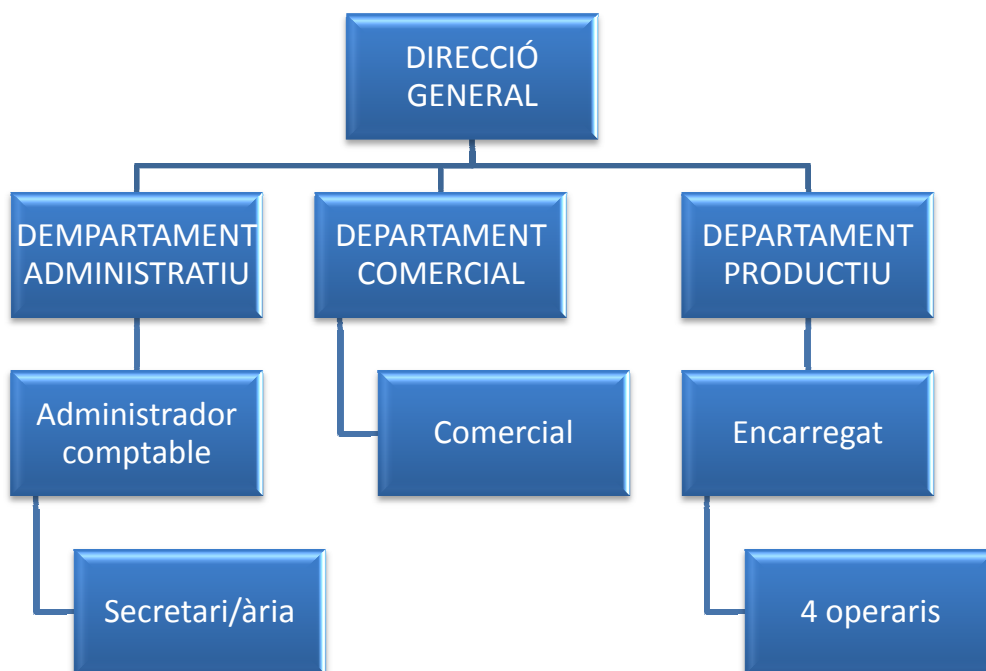 DIRECCIÓ
GENERAL
DEMPARTAMENT
ADMINISTRATIU
DEPARTAMENT
COMERCIAL
DEPARTAMENT
PRODUCTIU
Administrador
comptable
Comercial
Encarregat
Secretari/ària
4 operaris